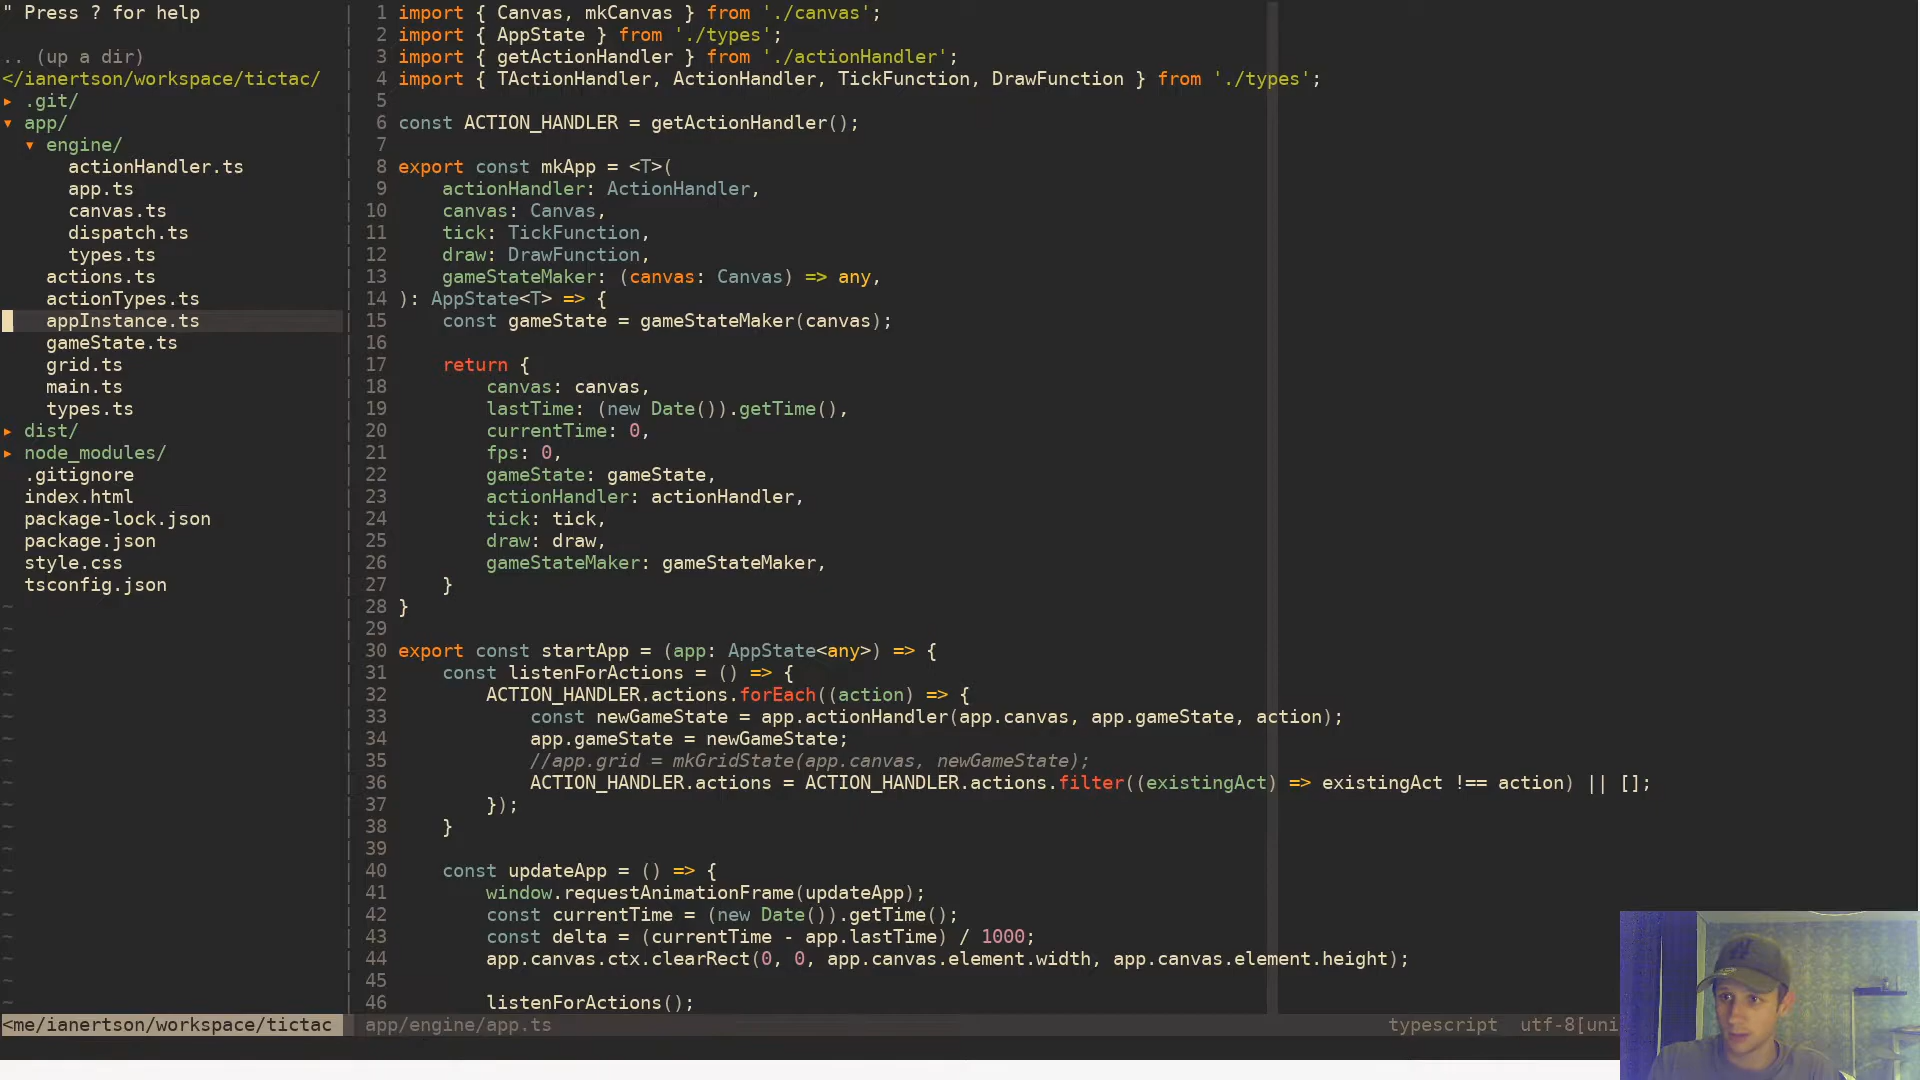 " Press ? for help
.. (up a dir)
</ianertson/workspace/tictac/
▸ .git/
▾ app/
▾ engine/
actionHandler.ts
app.ts
canvas.ts
dispatch.ts
types.ts
actions.ts
actionTypes.ts
appInstance.ts
gameState.ts
grid.ts
main.ts
types.ts
▸ dist/
▸ node_modules/
.gitignore
index.html
package-lock.json
package.json
style.css
tsconfig.json
<me/ianertson/workspace/tictac
1 import { Canvas, mkCanvas } from './canvas';
2 import { AppState } from './types';
3 import { getActionHandler } from './actionHandler';
4 import { TActionHandler, ActionHandler, TickFunction, DrawFunction } from './types';
5
6 const ACTION_HANDLER = getActionHandler();
7
8 export const mkApp = <T>(
9 actionHandler: ActionHandler,
10 canvas: Canvas,
11 tick: TickFunction,
12 draw: DrawFunction,
13 gameStateMaker: (canvas: Canvas) => any,
14 ): AppState<T> => {
15 const gameState = gameStateMaker(canvas);
16
17 return {
18 canvas: canvas,
19 lastTime: (new Date()).getTime(),
20 currentTime: 0,
21 fps: 0,
22 gameState: gameState,
23 actionHandler: actionHandler,
24 tick: tick,
25 draw: draw,
26 gameStateMaker: gameStateMaker,
27 }
28 }
29
30 export const startApp = (app: AppState<any>) => {
31 const listenForActions = () => {
32 ACTION_HANDLER.actions.forEach((action) => {
33 const newGameState = app.actionHandler(app.canvas, app.gameState, action);
34 app.gameState = newGameState;
35 //app.grid = mkGridState(app.canvas, newGameState);
36 ACTION_HANDLER.actions = ACTION_HANDLER.actions.filter((existingAct) => existingAct !== action) || [];
37 });
38 }
39
40 const updateApp = () => {
41 window.requestAnimationFrame(updateApp);
42 const currentTime = (new Date()).getTime();
43 const delta = (currentTime - app.lastTime) / 1000;
44 app.canvas.ctx.clearRect(0, 0, app.canvas.element.width, app.canvas.element.height);
45
46 listenForActions();
app/engine/app.ts typescript utf-8[uni